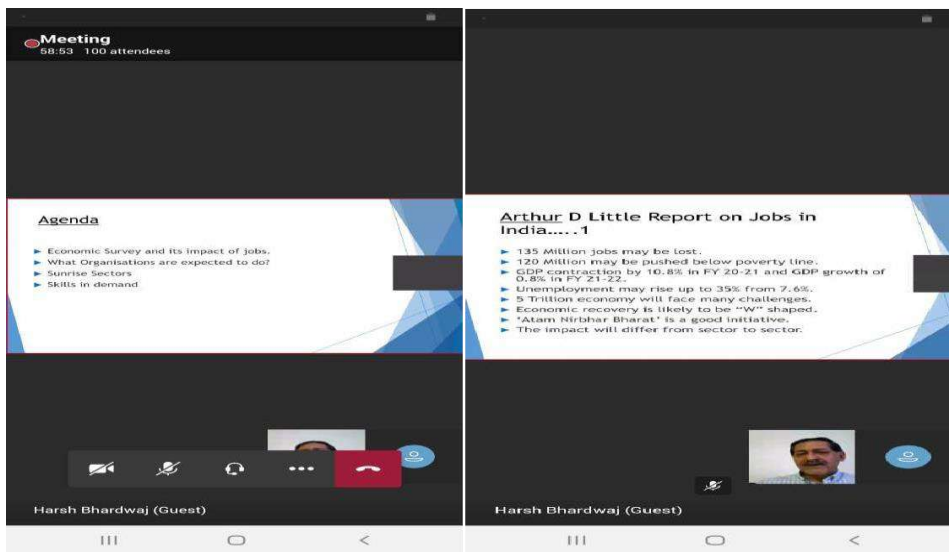 Meeting
58:53 100 attendees
Agenda
► Economic Survey and its impact of jobs.
► What Organisations are expected to do?
► Sunrise Sectors
► Skills in demand
Harsh Bhardwaj (Guest)
Arthur D Little Report on Jobs in
India.....1
► 135 Million jobs may be lost.
► 120 Million may be pushed below poverty line.
► GDP contraction by 10.8% in FY 20-21 and GDP growth of
0.8% in FY 21-22.
► Unemployment may rise up to 35% from 7.6%.
► 5 Trillion economy will face many challenges.
► Economic recovery is likely to be "W" shaped.
► 'Atam Nirbhar Bharat' is a good initiative.
► The impact will differ from sector to sector.
Harsh Bhardwaj (Guest)